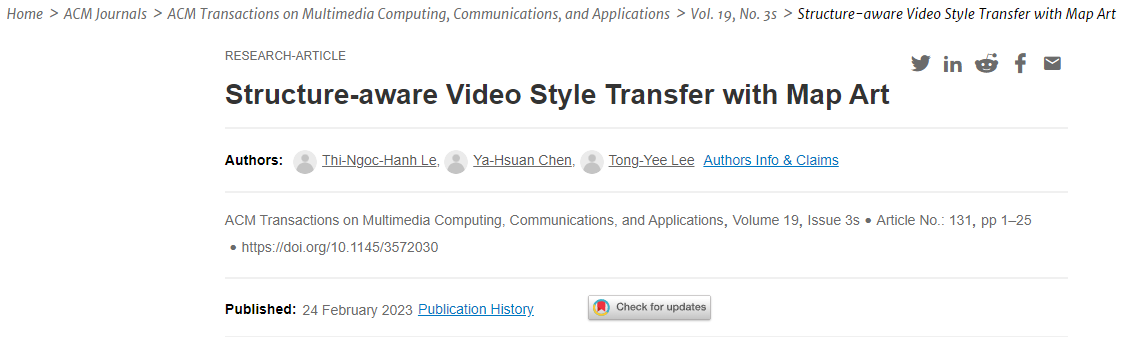 Home > ACM Journals > ACM Transactions on Multimedia Computing, Communications, and Applications > Vol. 19, No. 3s > Structure-aware Video Style Transfer with Map Art
RESEARCH-ARTICLE
Structure-aware Video Style Transfer with Map Art
Authors: Thi-Ngoc-Hanh Le, Ya-Hsuan Chen, Tong-Yee Lee Authors Info & Claims
ACM Transactions on Multimedia Computing, Communications, and Applications, Volume 19, Issue 3s • Article No.: 131, pp 1–25
• https://doi.org/10.1145/3572030
Published: 24 February 2023 Publication History Check for updates